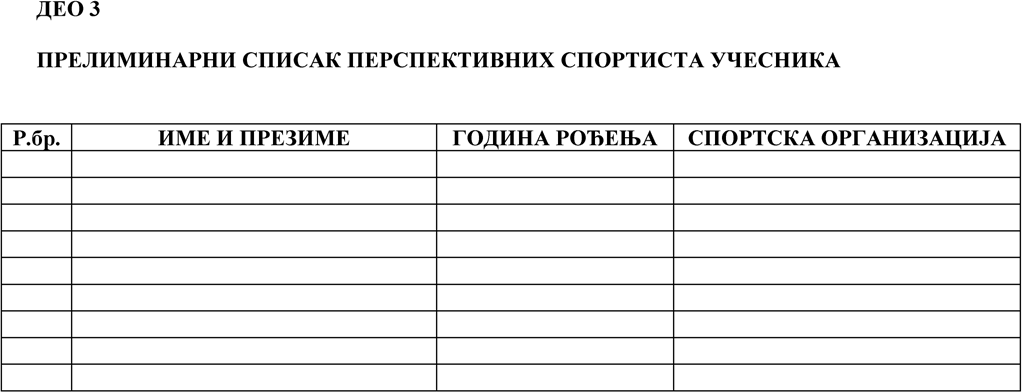 ДЕО 3
ПРЕЛИМИНАРНИ СПИСАК ПЕРСПЕКТИВНИХ СПОРТИСТА УЧЕСНИКА
Р.бр. ИМЕ И ПРЕЗИМЕ ГОДИНА РОЂЕЊА СПОРТСКА ОРГАНИЗАЦИЈА